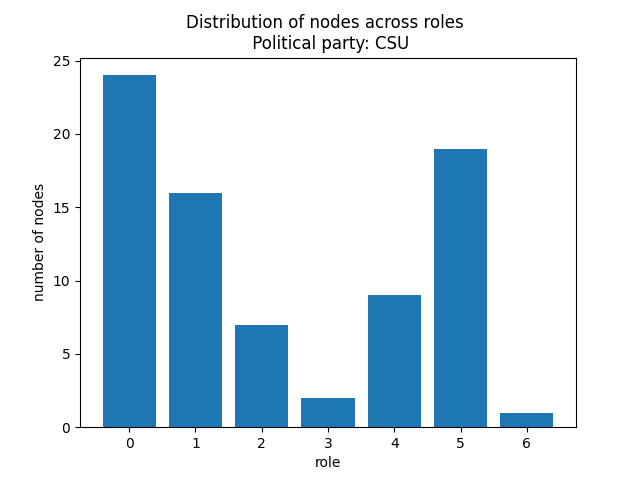 Distribution of nodes across roles
Political party: CSU
25
20
15
10
5
0
number of nodes
0 1 2 3 4 5 6
role